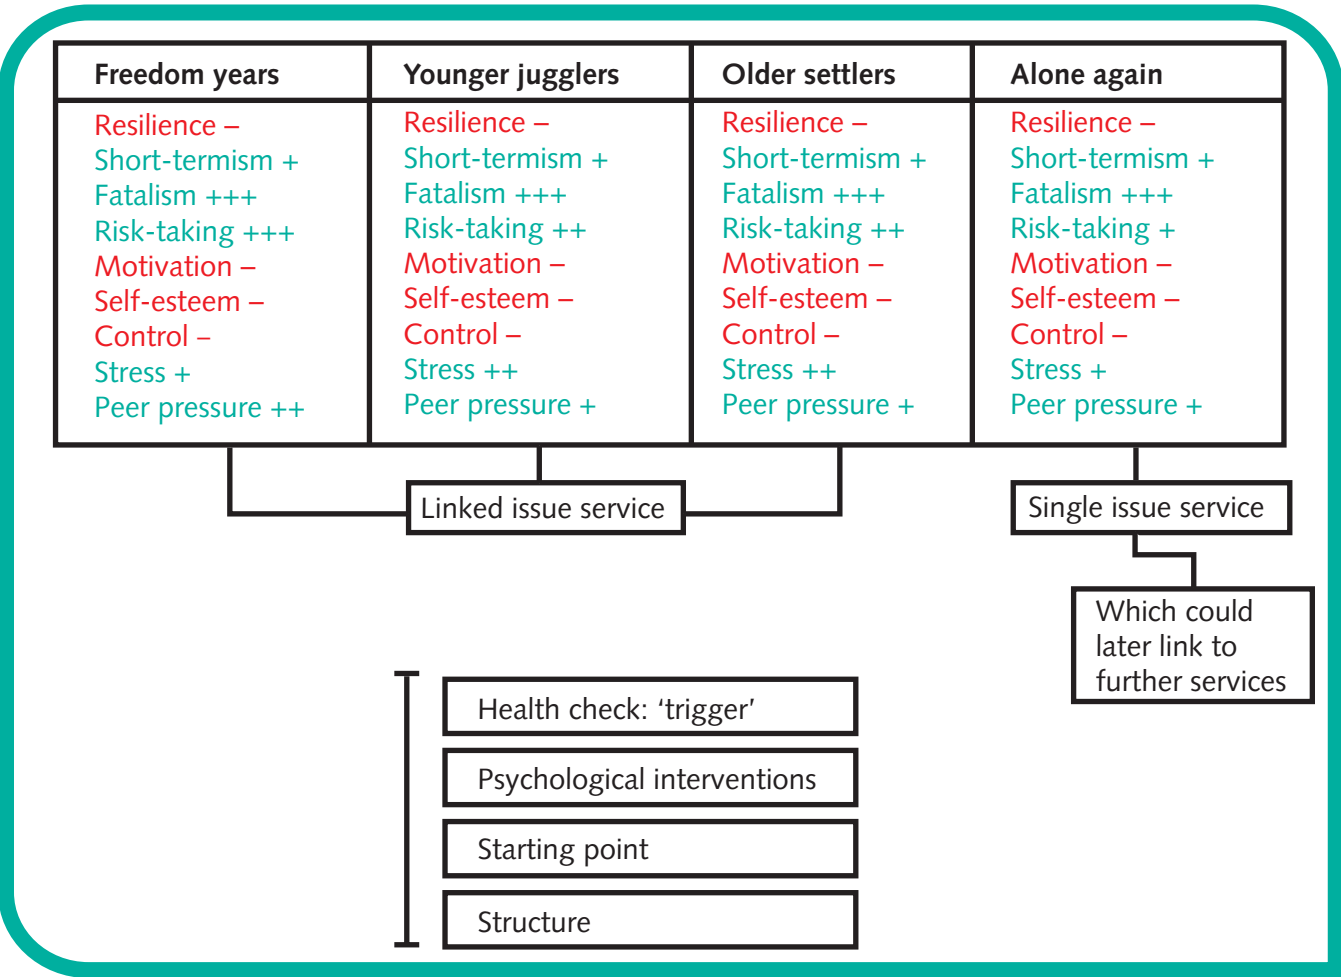 Freedom years
Resilience –
Short-termism +
Fatalism +++
Risk-taking +++
Motivation –
Self-esteem –
Control –
Stress +
Peer pressure ++
Younger jugglers
Resilience –
Short-termism +
Fatalism +++
Risk-taking ++
Motivation –
Self-esteem –
Control –
Stress ++
Peer pressure +
Older settlers
Resilience –
Short-termism +
Fatalism +++
Risk-taking ++
Motivation –
Self-esteem –
Control –
Stress ++
Peer pressure +
Alone again
Resilience –
Short-termism +
Fatalism +++
Risk-taking +
Motivation –
Self-esteem –
Control –
Stress +
Peer pressure +
Linked issue service
Single issue service
Which could
later link to
further services
Health check: ‘trigger’
Psychological interventions
Starting point
Structure